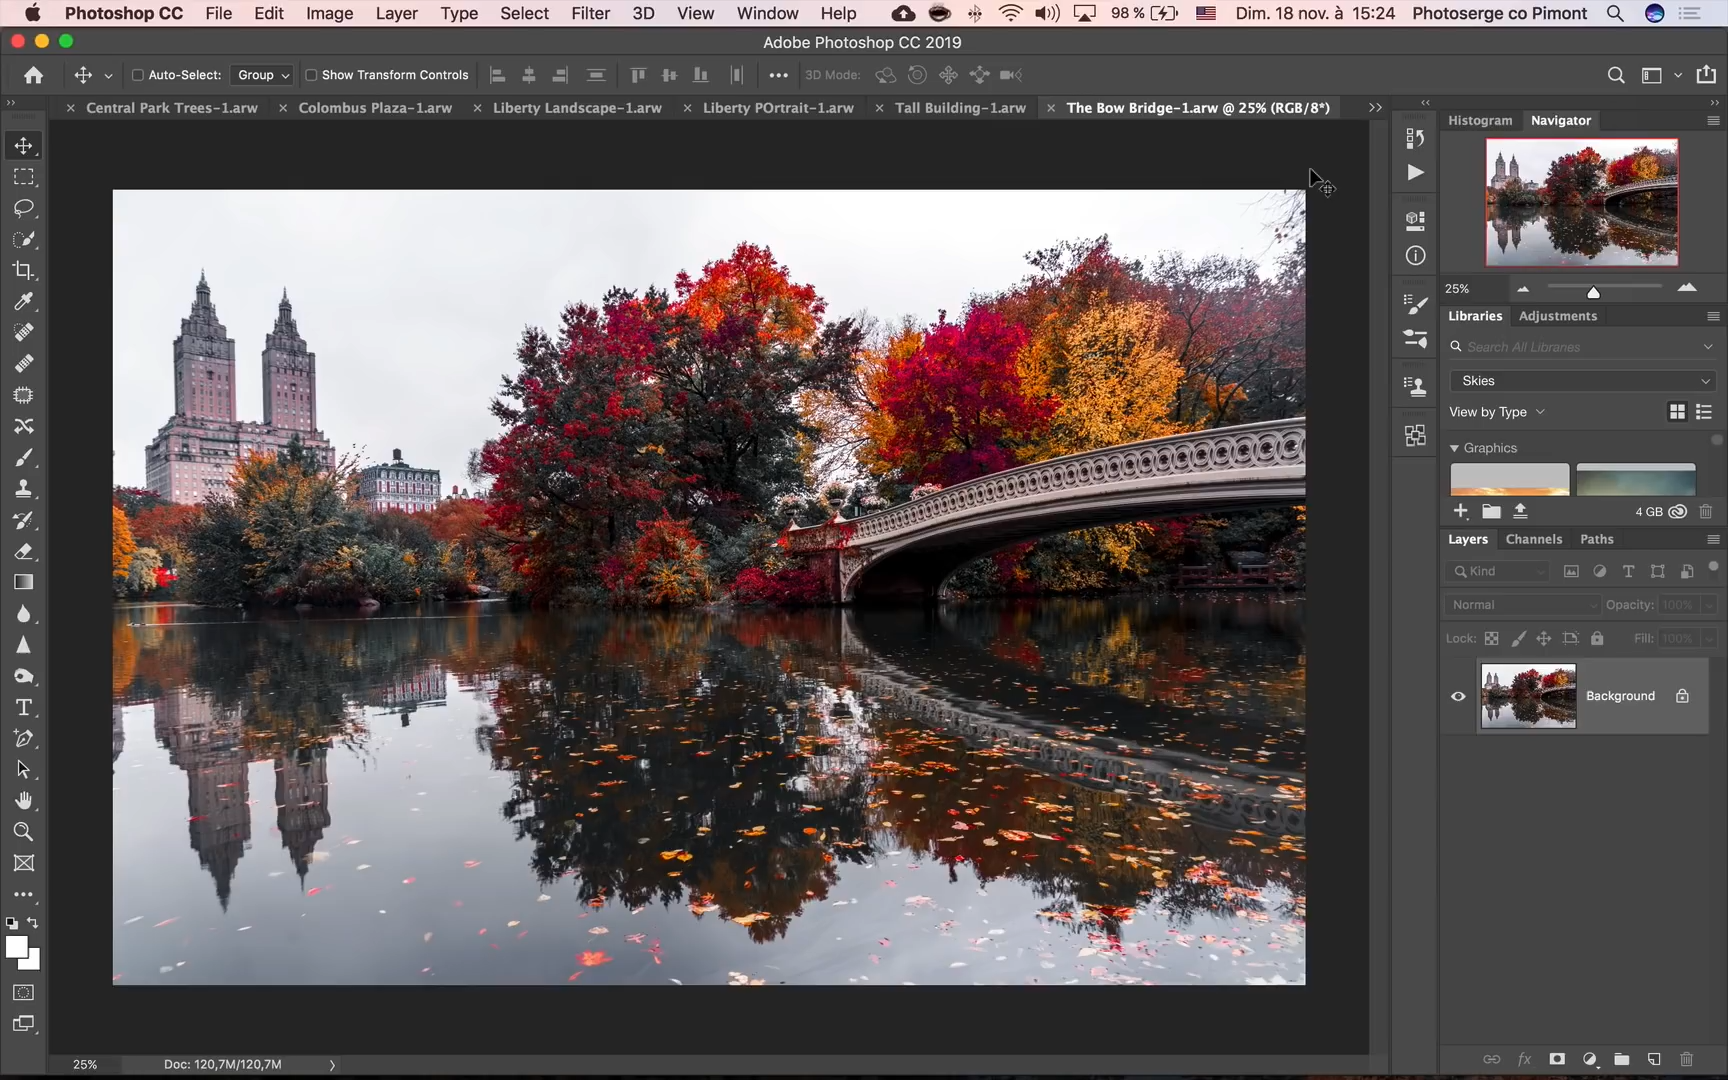 Photoshop CC File Edit Image Layer Type Select Filter 3D View Window Help 98 % Dim. 18 nov. à 15:24 Photoserge co Pimont
Adobe Photoshop CC 2019
Auto-Select: Group Show Transform Controls 3D Mode:
Central Park Trees-1.arw Colombus Plaza-1.arw Liberty Landscape-1.arw Liberty POrtrait-1.arw Tall Building-1.arw The Bow Bridge-1.arw @ 25% (RGB/8*)
Histogram Navigator
25%
Libraries Adjustments
Search All Libraries
Skies
View by Type
Graphics
4 GB
Layers Channels Paths
Kind
Normal Opacity: 100%
Lock: Fill: 100%
Background
25% Doc: 120,7M/120,7M